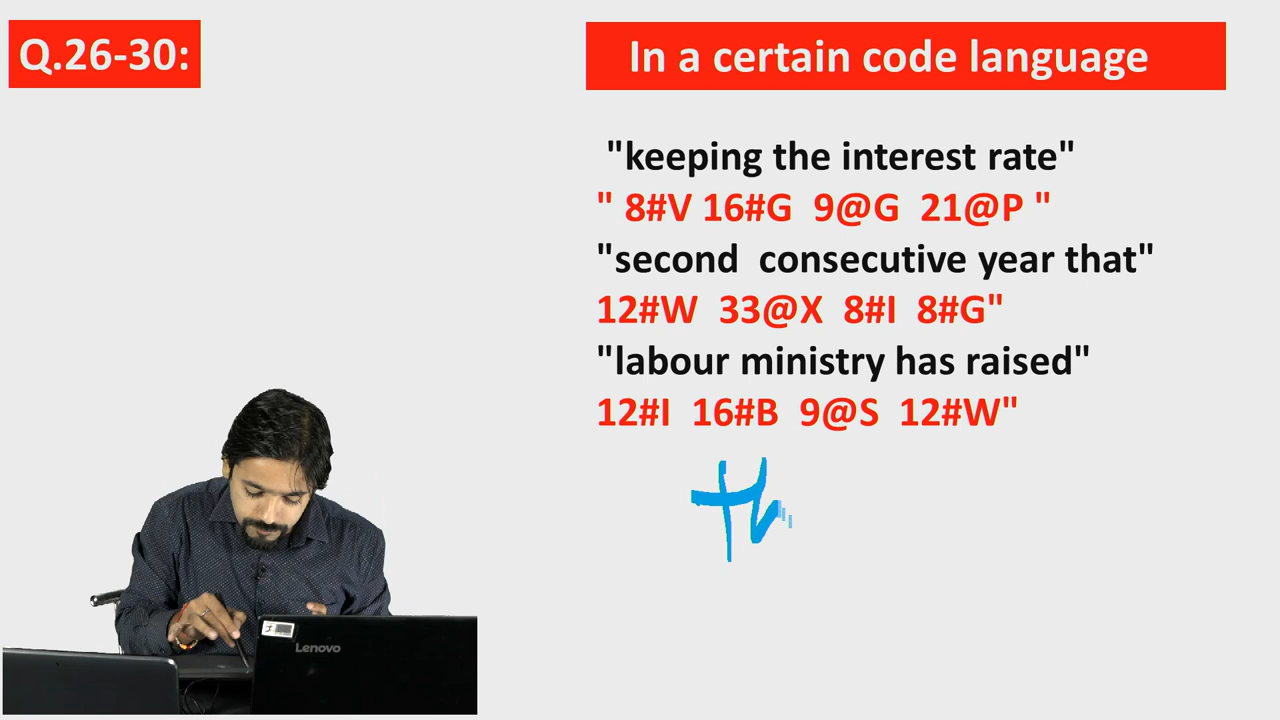 Q.26-30:
In a certain code language
"keeping the interest rate"
" 8#V 16#G 9@G 21@P "
"second consecutive year that"
12#W 33@X 8#I 8#G"
"labour ministry has raised"
12#I 16#B 9@S 12#W"
th
Lenovo